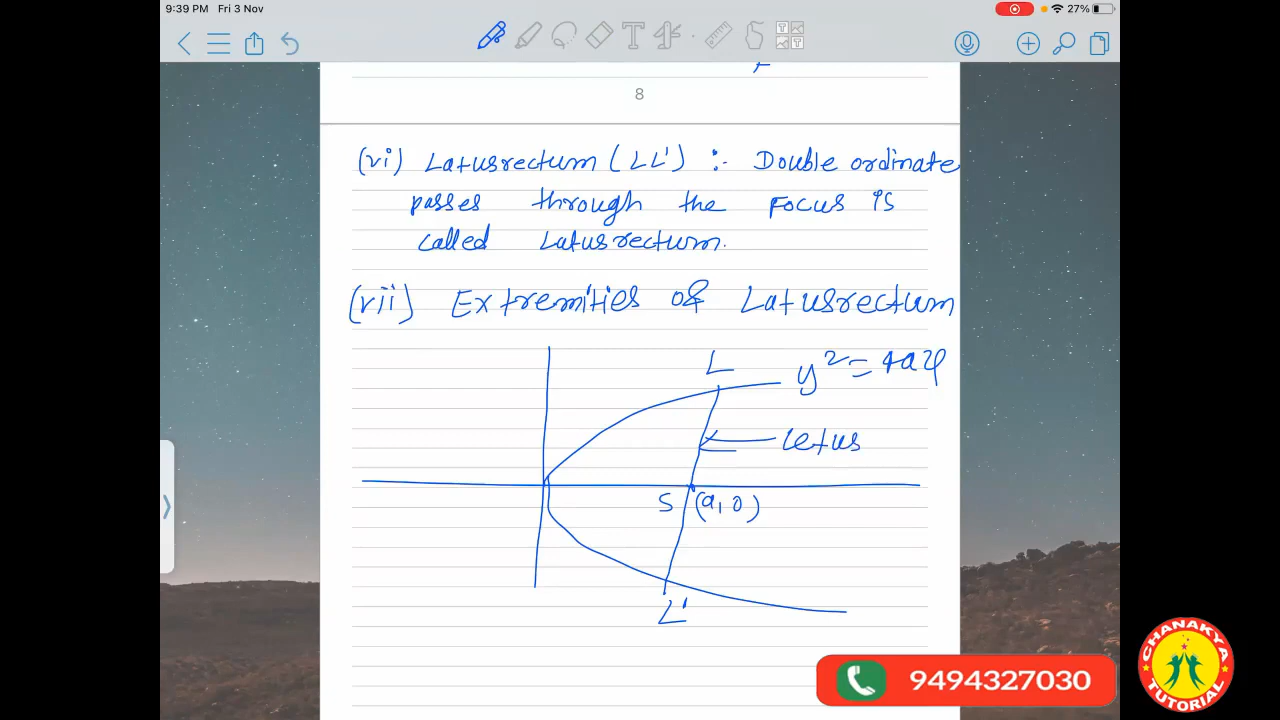 9:39 PM Fri 3 Nov
27%
8
(vi) Latusrectum (LL') :- Double ordinate
passes through the Focus is
called Latusrectum.
(vii) Extremities of Latusrectum
L
y² = 4ax
Letus
S (a, 0)
L'
9494327030
CHANAKYA
TUTORIAL